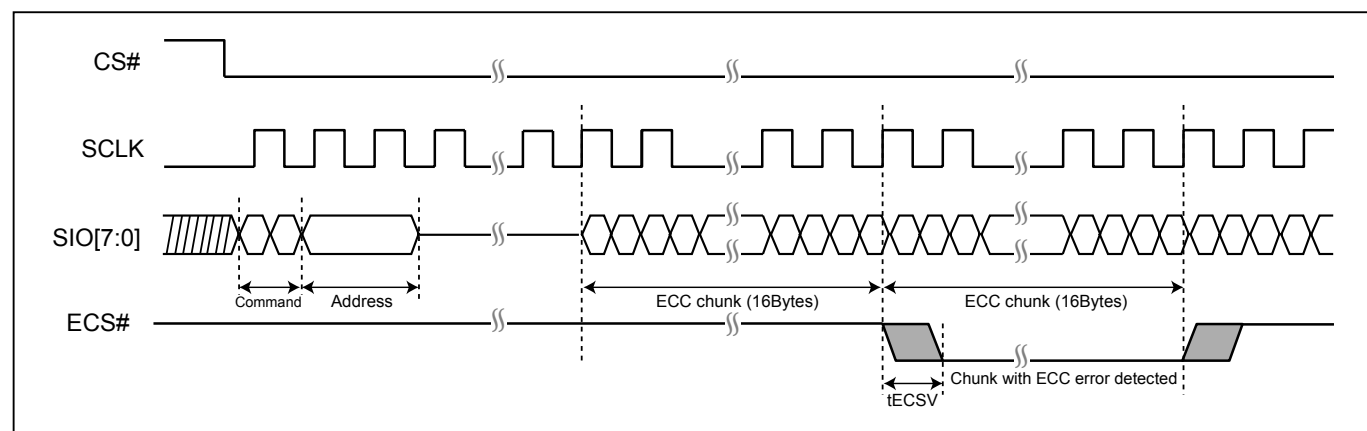 CS#
SCLK
SIO[7:0]
Command
Address
ECC chunk (16Bytes)
ECC chunk (16Bytes)
ECS#
Chunk with ECC error detected
tECSV